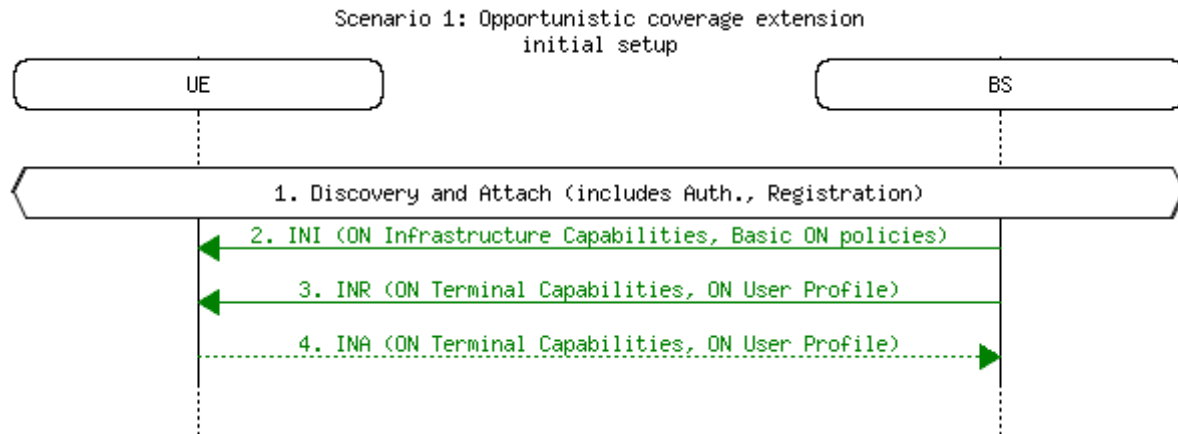 Scenario 1: Opportunistic coverage extension
initial setup
UE
BS
1. Discovery and Attach (includes Auth., Registration)
2. INI (ON Infrastructure Capabilities, Basic ON policies)
3. INR (ON Terminal Capabilities, ON User Profile)
4. INA (ON Terminal Capabilities, ON User Profile)